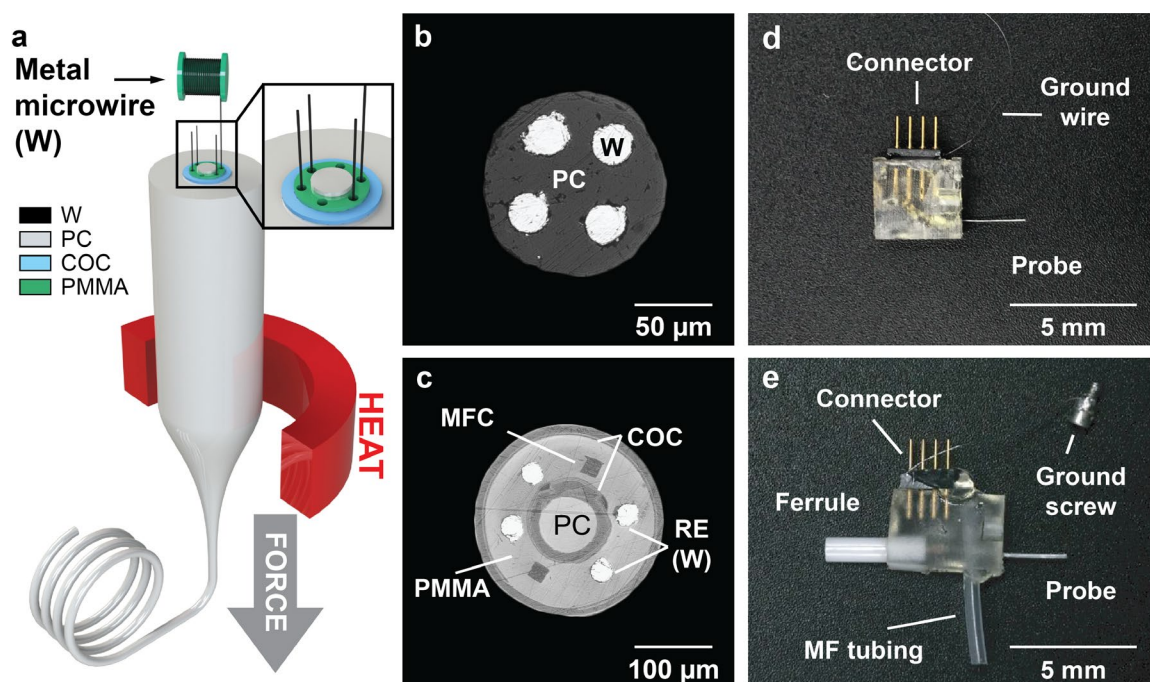 a
Metal
microwire
(W)
W
PC
COC
PMMA
HEAT
FORCE
b
W
PC
50 µm
c
MFC
COC
PC
RE
(W)
PMMA
100 µm
d
Connector
Ground
wire
Probe
5 mm
e
Connector
Ferrule
Ground
screw
Probe
MF tubing
5 mm